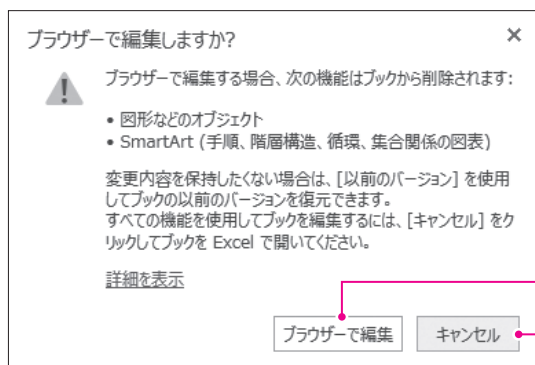 ブラウザーで編集しますか?
×
ブラウザーで編集する場合、次の機能はブックから削除されます:
• 図形などのオブジェクト
• SmartArt (手順、階層構造、循環、集合関係の図表)
変更内容を保持したくない場合は、[以前のバージョン] を使用
してブックの以前のバージョンを復元できます。
すべての機能を使用してブックを編集するには、[キャンセル] をク
リックしてブックを Excel で開いてください。
詳細を表示
ブラウザーで編集
キャンセル